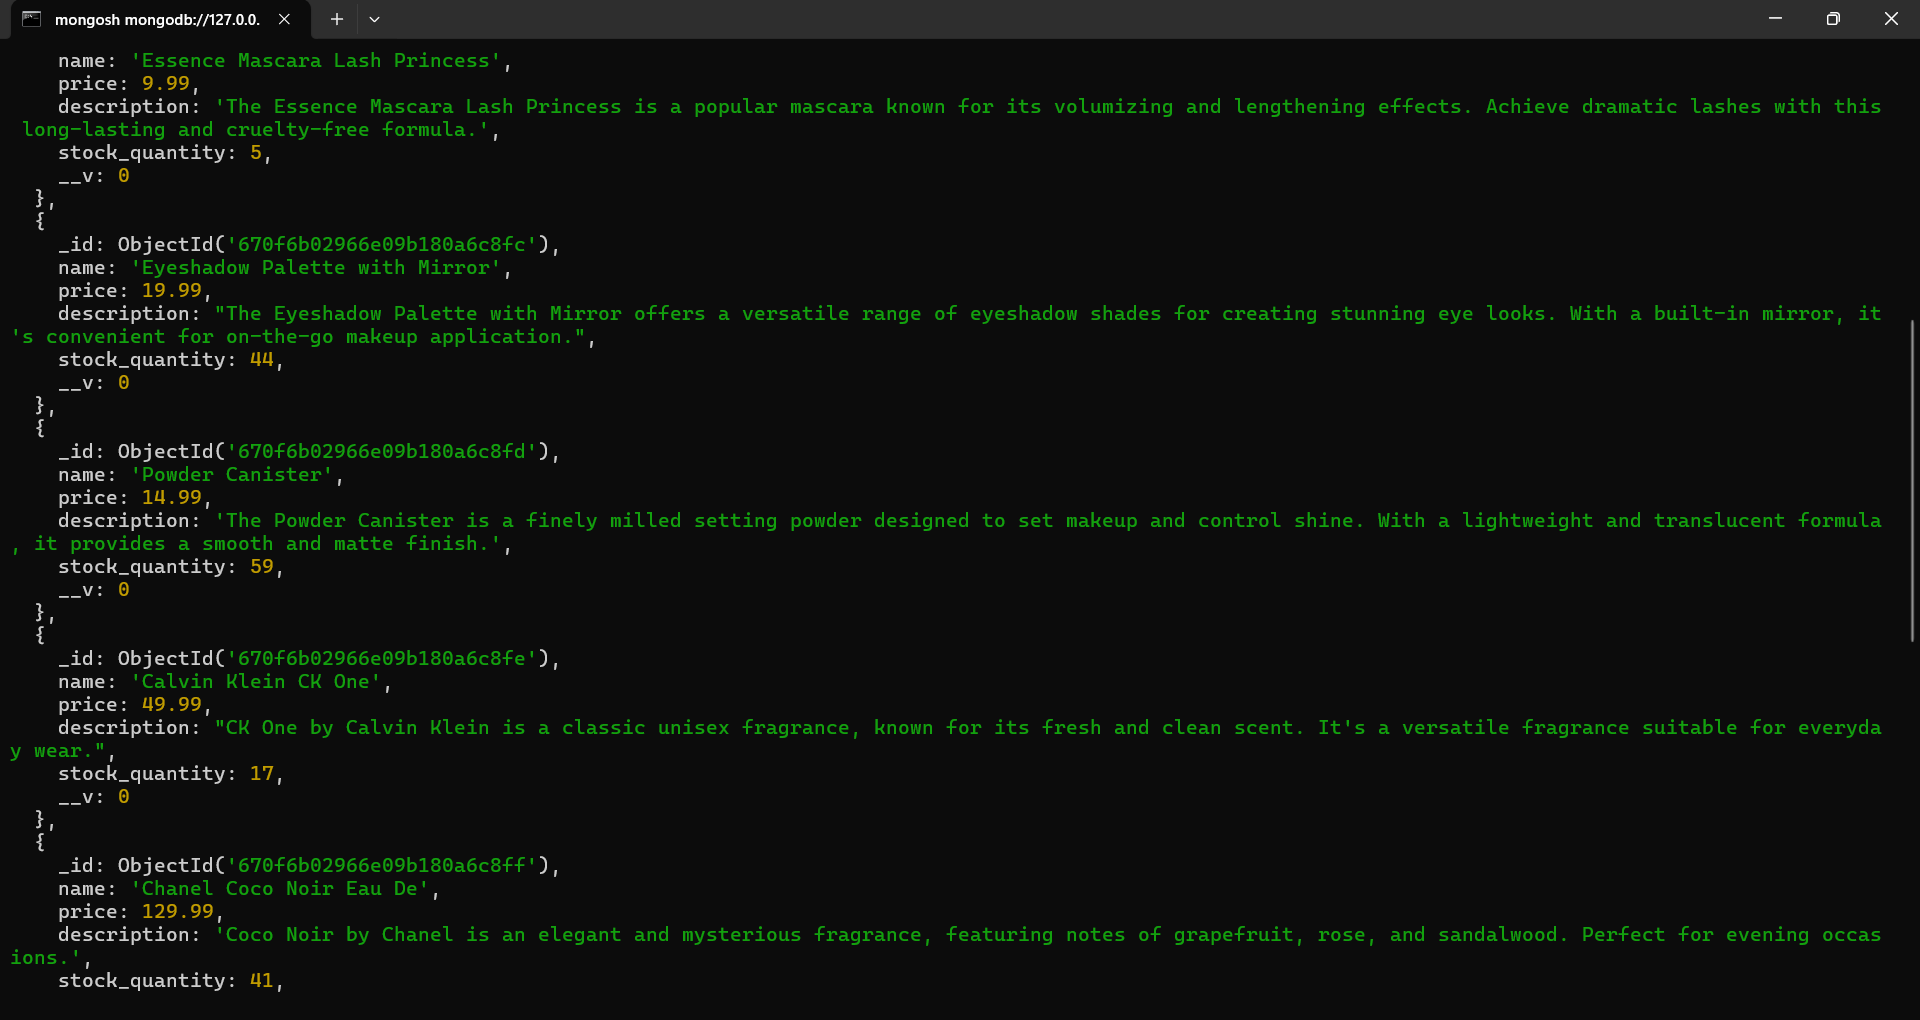 mongosh mongodb://127.0.0.
name: 'Essence Mascara Lash Princess',
price: 9.99,
description: 'The Essence Mascara Lash Princess is a popular mascara known for its volumizing and lengthening effects. Achieve dramatic lashes with this
long-lasting and cruelty-free formula.',
stock_quantity: 5,
__v: 0
},
{
_id: ObjectId('670f6b02966e09b180a6c8fc'),
name: 'Eyeshadow Palette with Mirror',
price: 19.99,
description: "The Eyeshadow Palette with Mirror offers a versatile range of eyeshadow shades for creating stunning eye looks. With a built-in mirror, it
's convenient for on-the-go makeup application.",
stock_quantity: 44,
__v: 0
},
{
_id: ObjectId('670f6b02966e09b180a6c8fd'),
name: 'Powder Canister',
price: 14.99,
description: 'The Powder Canister is a finely milled setting powder designed to set makeup and control shine. With a lightweight and translucent formula
, it provides a smooth and matte finish.',
stock_quantity: 59,
__v: 0
},
{
_id: ObjectId('670f6b02966e09b180a6c8fe'),
name: 'Calvin Klein CK One',
price: 49.99,
description: "CK One by Calvin Klein is a classic unisex fragrance, known for its fresh and clean scent. It's a versatile fragrance suitable for everyda
y wear.",
stock_quantity: 17,
__v: 0
},
{
_id: ObjectId('670f6b02966e09b180a6c8ff'),
name: 'Chanel Coco Noir Eau De',
price: 129.99,
description: 'Coco Noir by Chanel is an elegant and mysterious fragrance, featuring notes of grapefruit, rose, and sandalwood. Perfect for evening occas
ions.',
stock_quantity: 41,